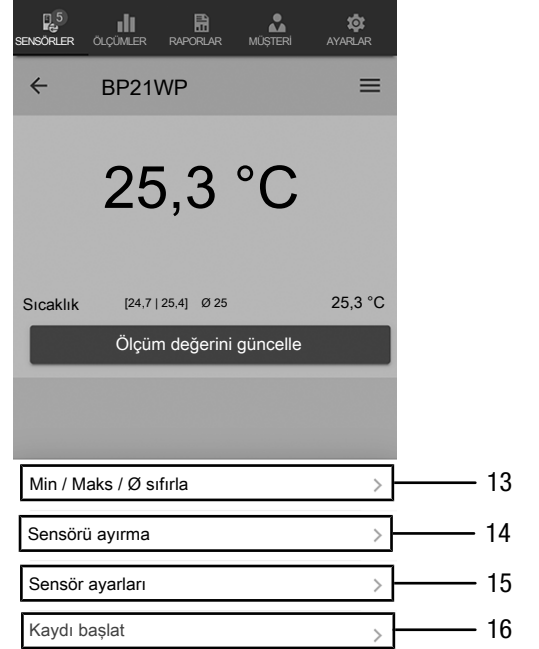 5
SENSÖRLER ÖLÇÜMLER RAPORLAR MÜŞTERİ AYARLAR
BP21WP
25,3 °C
Sıcaklık [24,7 | 25,4] Ø 25 25,3 °C
Ölçüm değerini güncelle
Min / Maks / Ø sıfırla 13
Sensörü ayırma 14
Sensör ayarları 15
Kaydı başlat 16